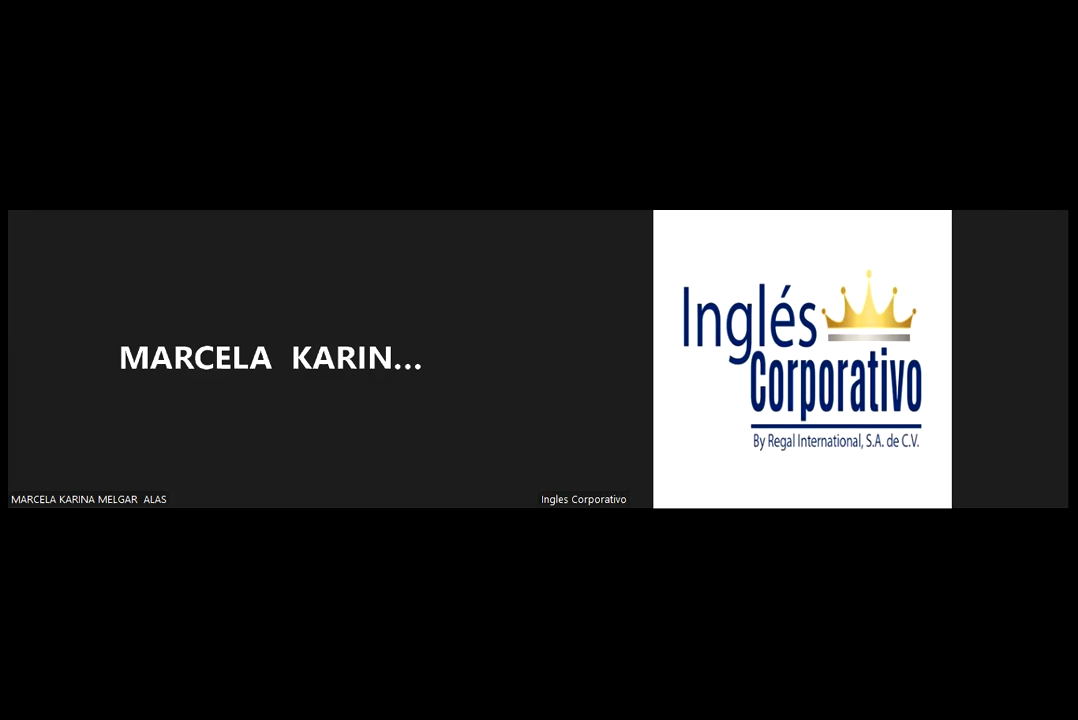 MARCELA KARIN...
MARCELA KARINA MELGAR ALAS
Inglés
Corporativo
By Regal International, S.A. de C.V.
Ingles Corporativo